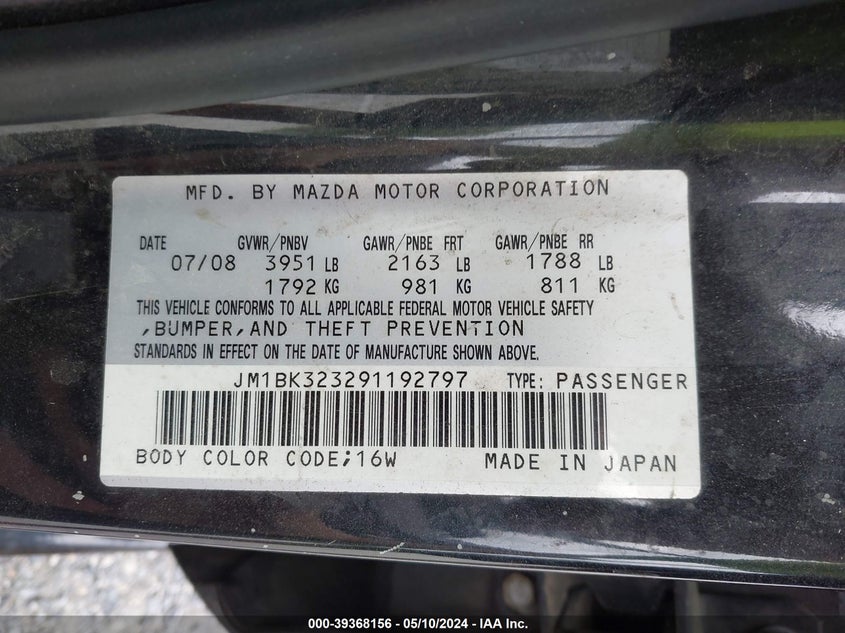 MFD. BY MAZDA MOTOR CORPORATION
DATE GVWR/PNBV GAWR/PNBE FRT GAWR/PNBE RR
07/08 3951 LB 2163 LB 1788 LB
1792 KG 981 KG 811 KG
THIS VEHICLE CONFORMS TO ALL APPLICABLE FEDERAL MOTOR VEHICLE SAFETY
,BUMPER,AND THEFT PREVENTION
STANDARDS IN EFFECT ON THE DATE OF MANUFACTURE SHOWN ABOVE.
JM1BK323291192797 TYPE: PASSENGER
BODY COLOR CODE;16W MADE IN JAPAN
000-39368156 - 05/10/2024 - IAA Inc.